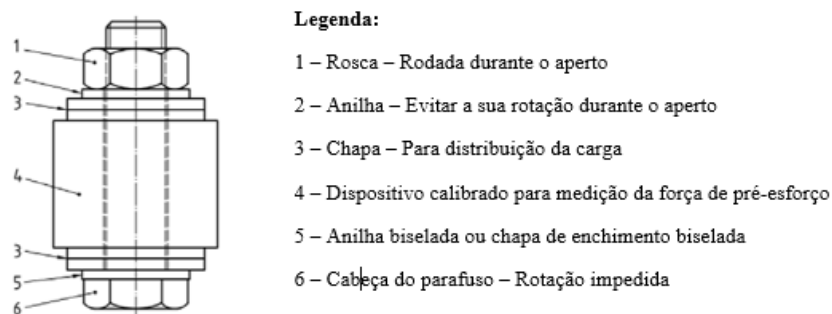 Legenda:
1 – Rosca – Rodada durante o aperto
2 – Anilha – Evitar a sua rotação durante o aperto
3 – Chapa – Para distribuição da carga
4 – Dispositivo calibrado para medição da força de pré-esforço
5 – Anilha biselada ou chapa de enchimento biselada
6 – Cabeça do parafuso – Rotação impedida
1
2
3
4
3
5
6